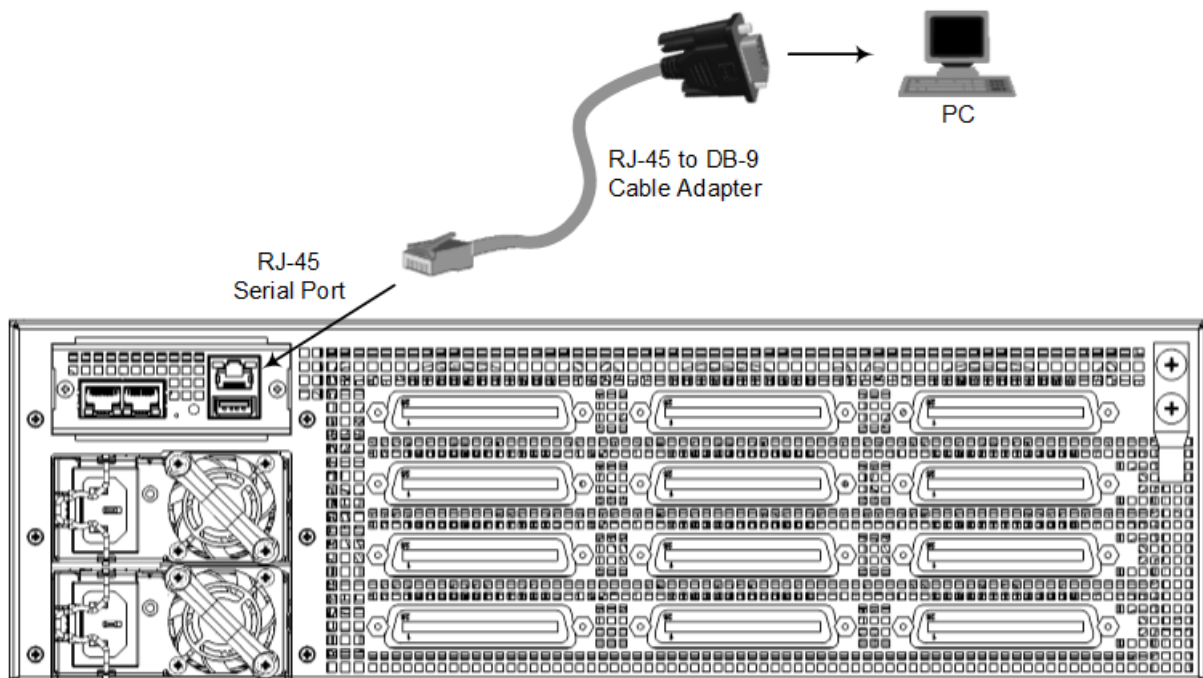 PC
RJ-45 to DB-9
Cable Adapter
RJ-45
Serial Port